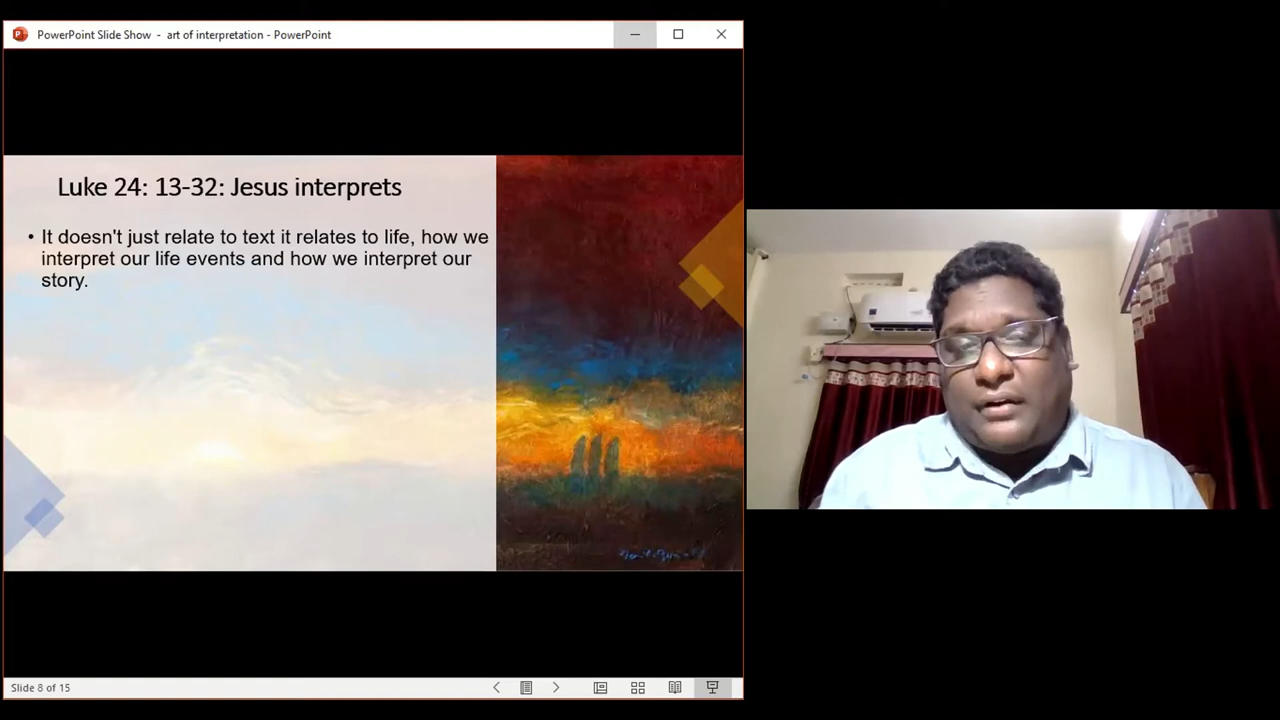 PowerPoint Slide Show - art of interpretation - PowerPoint
Luke 24: 13-32: Jesus interprets
• It doesn't just relate to text it relates to life, how we
interpret our life events and how we interpret our
story.
Slide 8 of 15